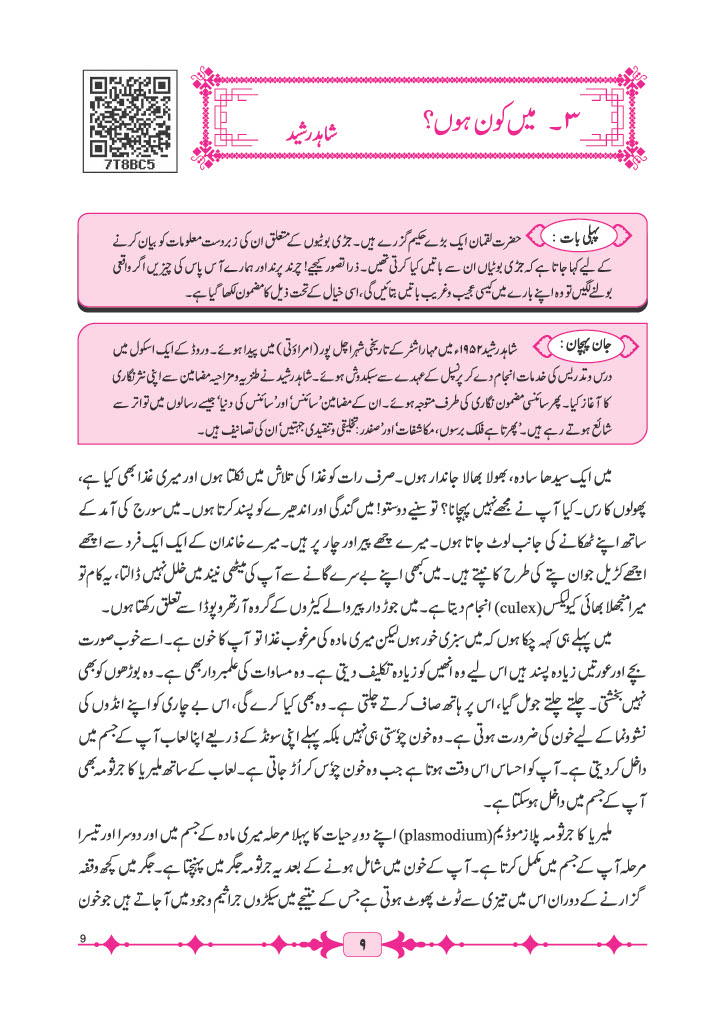 7T8BC5
۳۔ میں کون ہوں؟
شاہد رشید
پہلی بات : حضرت لقمان ایک بڑے حکیم گزرے ہیں۔ جڑی بوٹیوں کے متعلق ان کی زبردست معلومات کو بیان کرنے
کے لیے کہا جاتا ہے کہ جڑی بوٹیاں ان سے باتیں کیا کرتی تھیں۔ ذرا تصور کیجیے! چرند پرند اور ہمارے آس پاس کی چیزیں اگر واقعی
بولنے لگیں تو وہ اپنے بارے میں کیسی عجیب و غریب باتیں بتائیں گی، اسی خیال کے تحت ذیل کا مضمون لکھا گیا ہے۔
جان پہچان : شاہد رشید ۱۹۵۲ء میں مہاراشٹر کے تاریخی شہر اچل پور (امراؤتی) میں پیدا ہوئے۔ وروڈ کے ایک اسکول میں
درس و تدریس کی خدمات انجام دے کر پرنسپل کے عہدے سے سبکدوش ہوئے۔ شاہد رشید نے طنزیہ و مزاحیہ مضامین سے اپنی نثر نگاری
کا آغاز کیا۔ پھر سائنسی مضمون نگاری کی طرف متوجہ ہوئے۔ ان کے مضامین ’سائنس‘ اور ’سائنس کی دنیا‘ جیسے رسالوں میں تواتر سے
شائع ہوتے رہے ہیں۔ ’پھرتا ہے فلک برسوں، مکاشفات‘ اور ’صفدر: تخلیقی و تنقیدی جہتیں‘ ان کی تصانیف ہیں۔
میں ایک سیدھا سادہ، بھولا بھالا جاندار ہوں۔ صرف رات کو غذا کی تلاش میں نکلتا ہوں اور میری غذا بھی کیا ہے،
پھولوں کا رس۔ کیا آپ نے مجھے نہیں پہچانا؟ تو سنیے دوستو! میں گندگی اور اندھیرے کو پسند کرتا ہوں۔ میں سورج کی آمد کے
ساتھ اپنے ٹھکانے کی جانب لوٹ جاتا ہوں۔ میرے چھے پیر اور چار پر ہیں۔ میرے خاندان کے ایک ایک فرد سے اچھے
اچھے کڑیل جوان پتے کی طرح کانپتے ہیں۔ میں کبھی اپنے بے سرے گانے سے آپ کی میٹھی نیند میں خلل نہیں ڈالتا، یہ کام تو
میرا منجھلا بھائی کیولیکس (culex) انجام دیتا ہے۔ میں جوڑ دار پیر والے کیڑوں کے گروہ آرتھروپوڈا سے تعلق رکھتا ہوں۔
میں پہلے ہی کہہ چکا ہوں کہ میں سبزی خور ہوں لیکن میری مادہ کی مرغوب غذا تو آپ کا خون ہے۔ اسے خوب صورت
بچے اور عورتیں زیادہ پسند ہیں اس لیے وہ انھیں کو زیادہ تکلیف دیتی ہے۔ وہ مساوات کی علمبردار بھی ہے۔ وہ بوڑھوں کو بھی
نہیں بخشتی۔ چلتے چلتے جو مل گیا، اس پر ہاتھ صاف کرتے چلتی ہے۔ وہ بھی کیا کرے گی، اس بے چاری کو اپنے انڈوں کی
نشوونما کے لیے خون کی ضرورت ہوتی ہے۔ وہ خون چوٗستی ہی نہیں بلکہ پہلے اپنی سونڈ کے ذریعے اپنا لعاب آپ کے جسم میں
داخل کردیتی ہے۔ آپ کو احساس اس وقت ہوتا ہے جب وہ خون چوٗس کر اُڑ جاتی ہے۔ لعاب کے ساتھ ملیریا کا جرثومہ بھی
آپ کے جسم میں داخل ہوسکتا ہے۔
ملیریا کا جرثومہ پلازموڈیم (plasmodium) اپنے دورِ حیات کا پہلا مرحلہ میری مادہ کے جسم میں اور دوسرا اور تیسرا
مرحلہ آپ کے جسم میں مکمل کرتا ہے۔ آپ کے خون میں شامل ہونے کے بعد یہ جرثومہ جگر میں پہنچتا ہے۔ جگر میں کچھ وقفہ
گزارنے کے دوران اس میں تیزی سے ٹوٹ پھوٹ ہوتی ہے جس کے نتیجے میں سیکڑوں جراثیم وجود میں آجاتے ہیں جو خون
۹
9